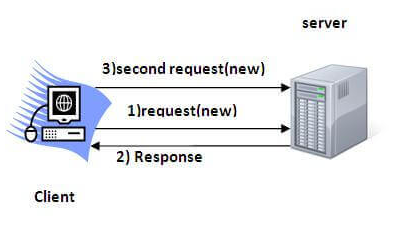 server
3)second request(new)
1)request(new)
2) Response
Client